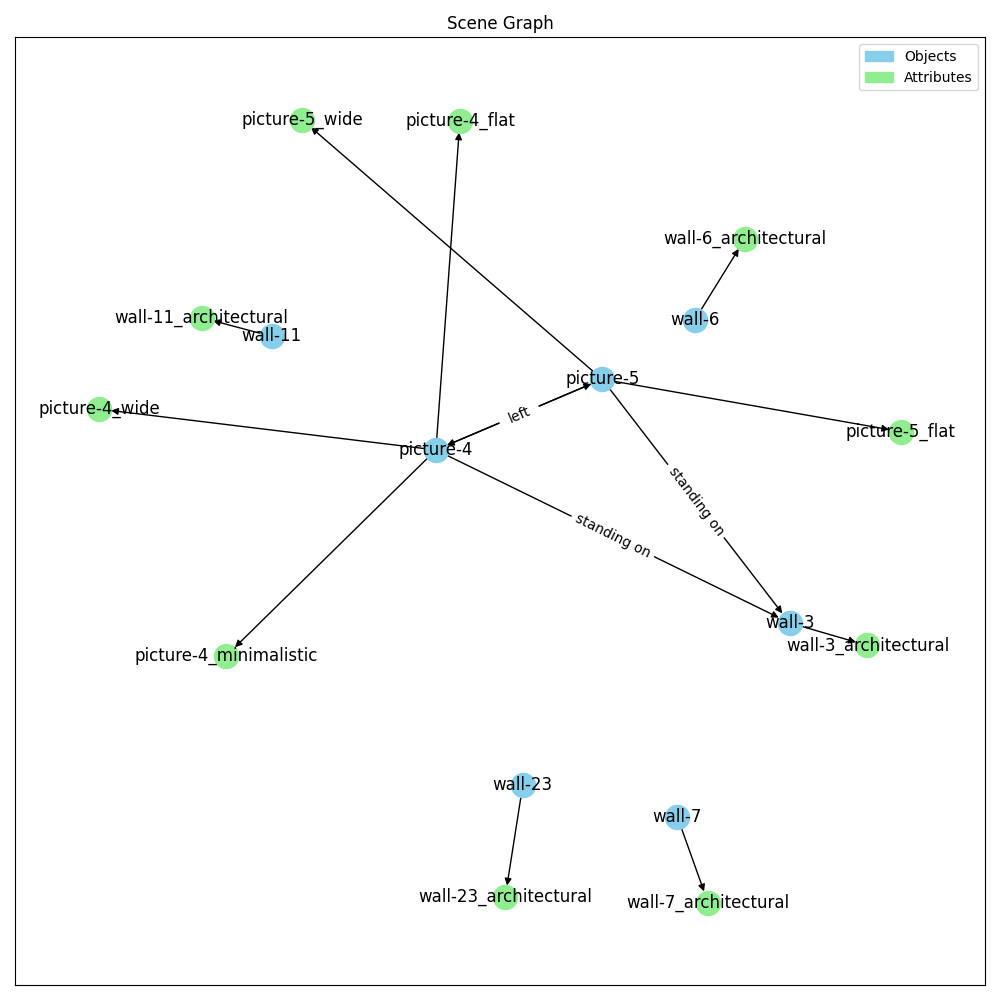 Scene Graph
Objects
Attributes
picture-5_wide
picture-4_flat
wall-6_architectural
wall-11_architectural
wall-6
wall-11
picture-5
picture-4_wide
left
picture-5_flat
picture-4
standing on
standing on
wall-3
wall-3_architectural
picture-4_minimalistic
wall-23
wall-7
wall-23_architectural
wall-7_architectural